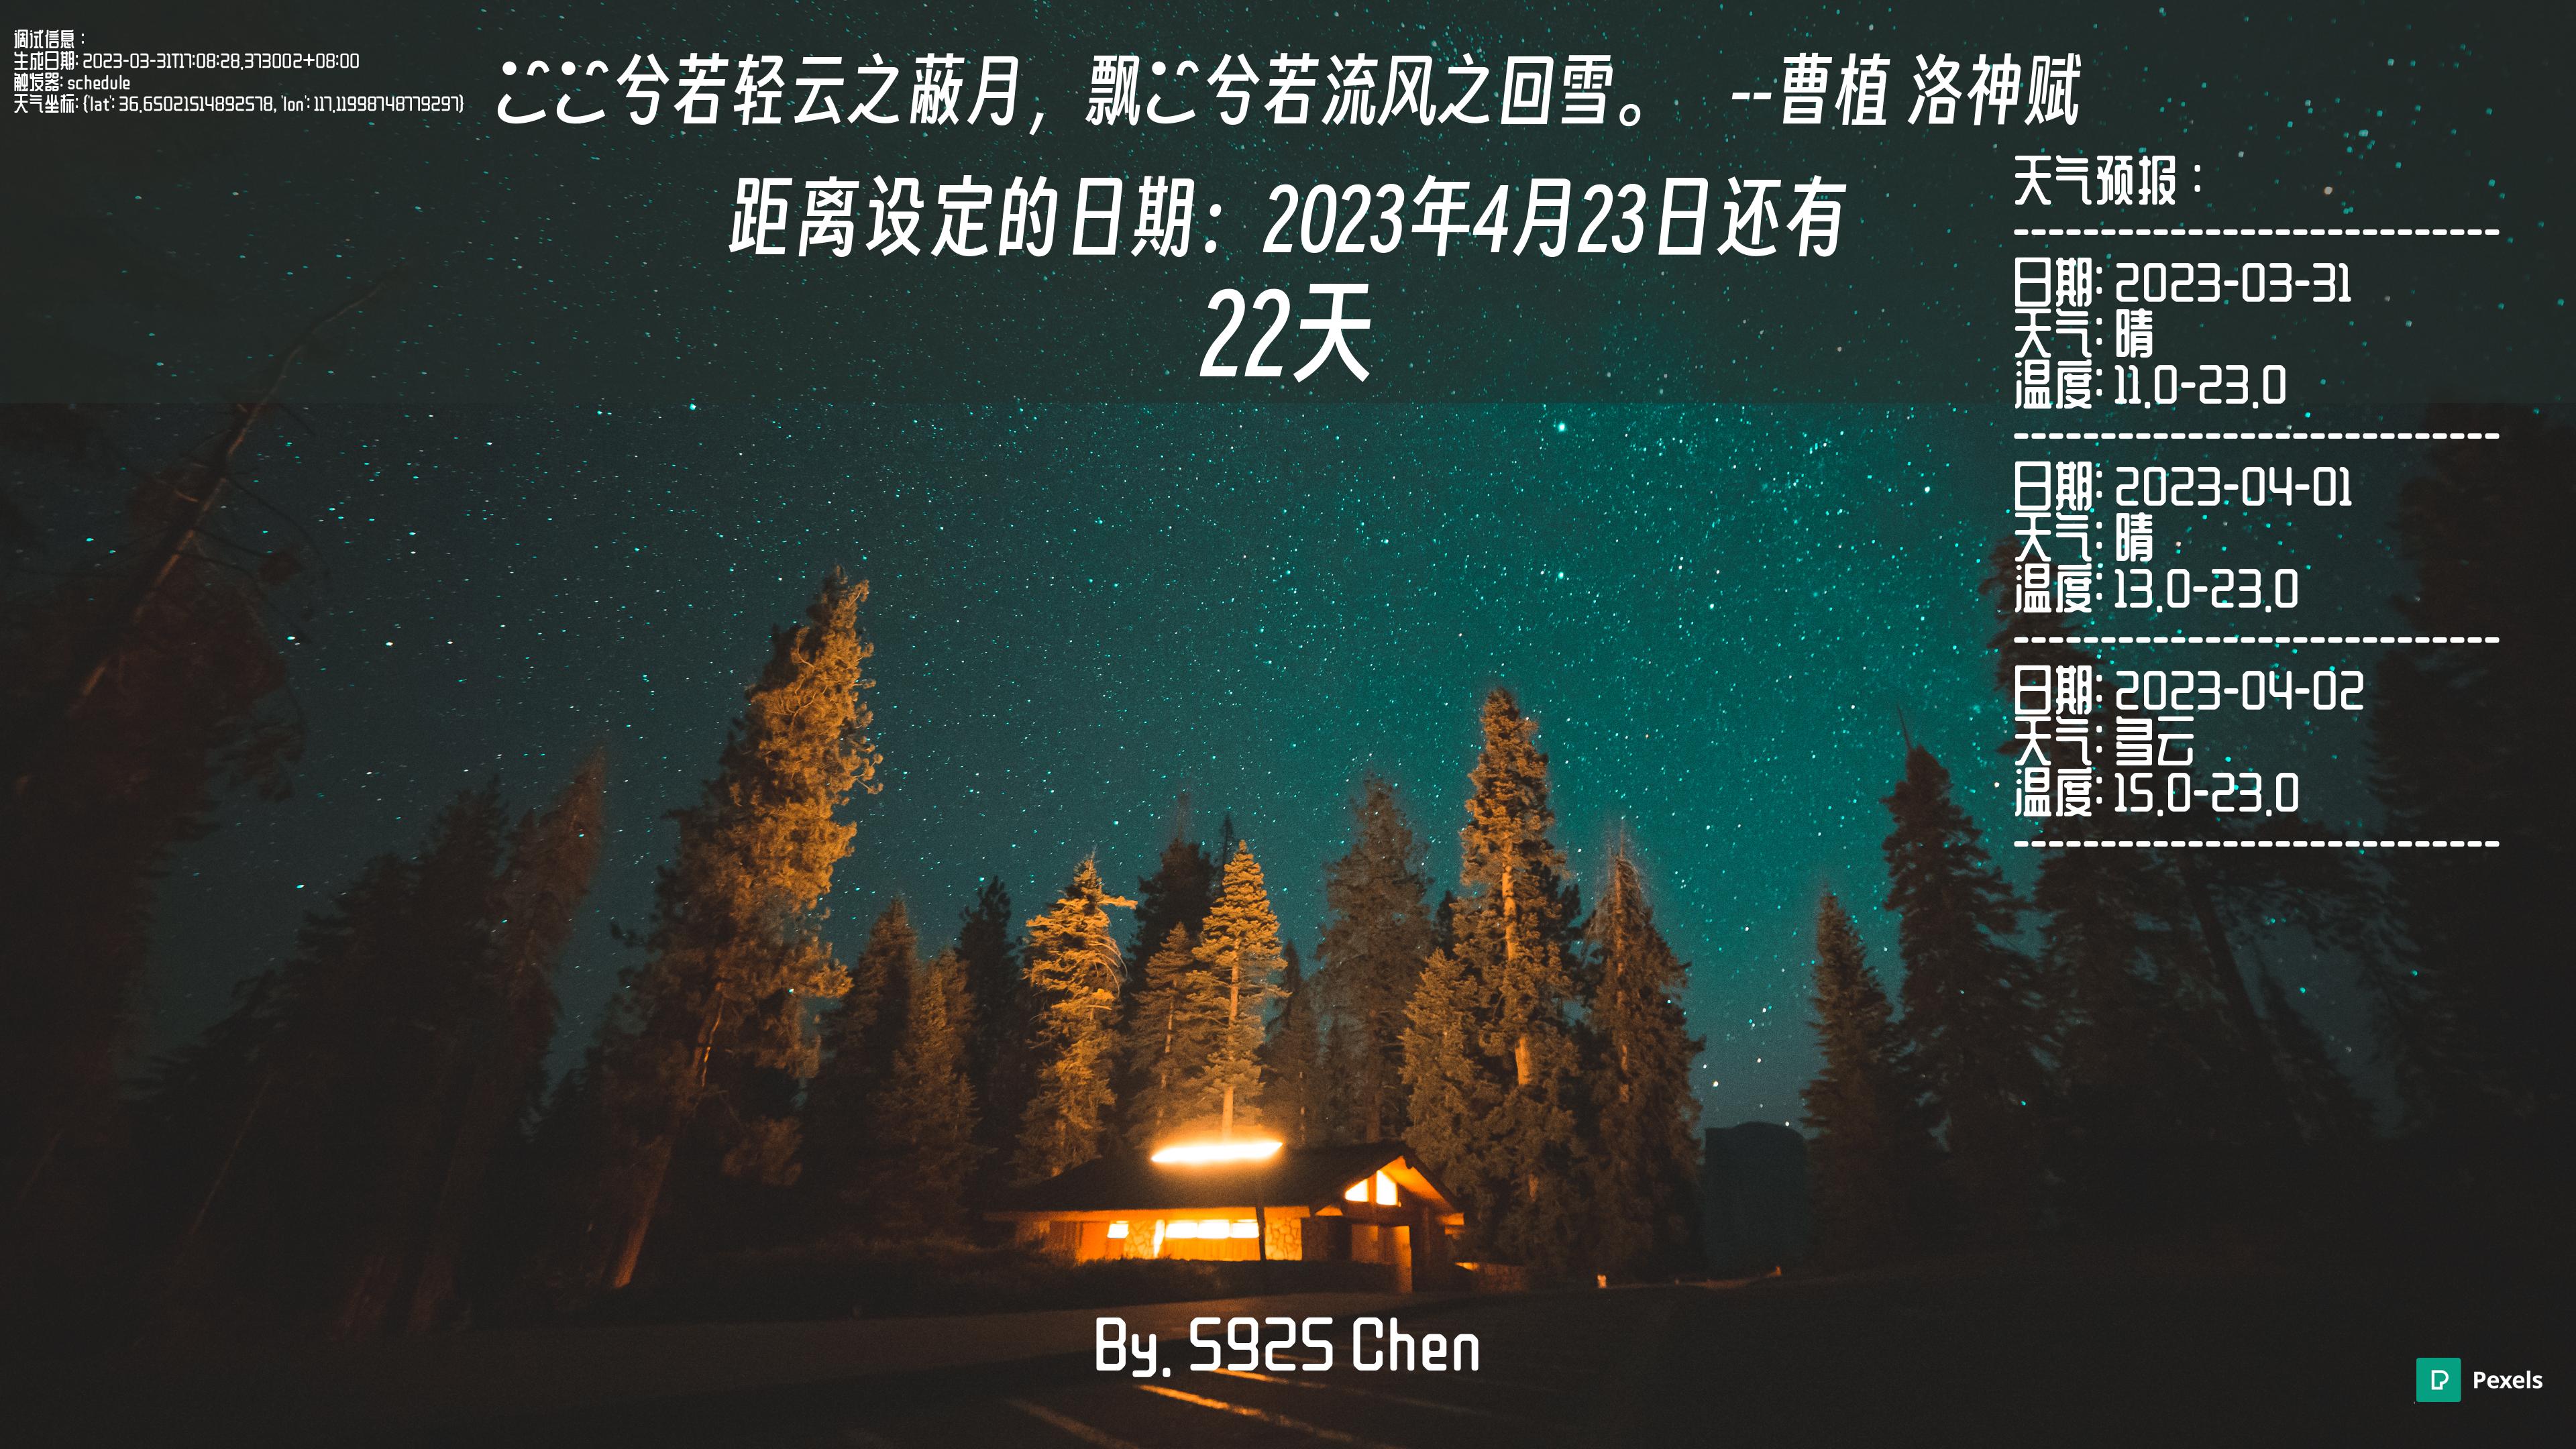 调试信息：
生成日期: 2023-03-31T17:08:28.373002+08:00
触发器: schedule
天气坐标: {'lat': 36.65021514892578, 'lon': 117.11998748779297}
兮若轻云之蔽月，飘兮若流风之回雪。 --曹植 洛神赋
距离设定的日期：2023年4月23日还有
22天
天气预报：
----------------------------
日期: 2023-03-31
天气: 晴
温度: 11.0-23.0
----------------------------
日期: 2023-04-01
天气: 晴
温度: 13.0-23.0
----------------------------
日期: 2023-04-02
天气: 多云
温度: 15.0-23.0
----------------------------
By. S92S Chen
Pexels